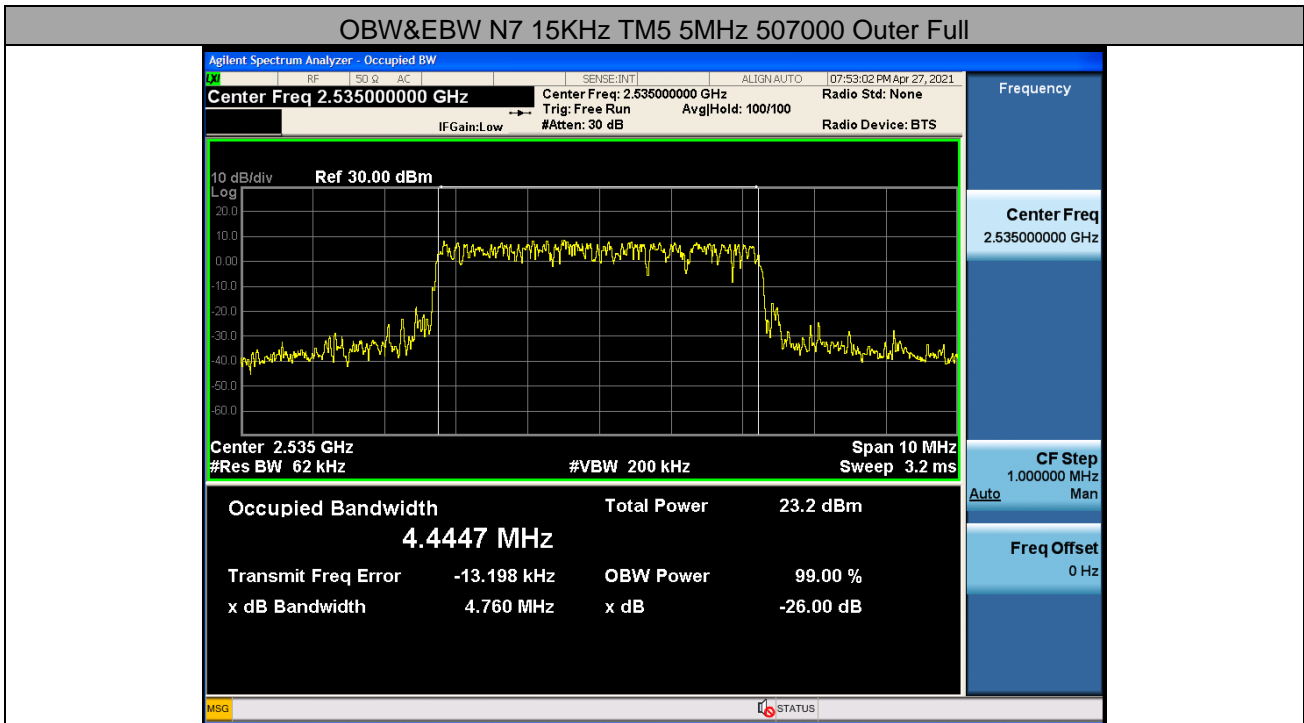 OBW&EBW N7 15KHz TM5 5MHz 507000 Outer Full
Agilent Spectrum Analyzer - Occupied BW
LXI RF 50 Ω AC SENSE:INT ALIGN AUTO 07:53:02 PM Apr 27, 2021
Center Freq 2.535000000 GHz
Center Freq: 2.535000000 GHz
Radio Std: None
Trig: Free Run Avg|Hold: 100/100
IFGain:Low #Atten: 30 dB Radio Device: BTS
10 dB/div Ref 30.00 dBm
Log
20.0
10.0
0.00
-10.0
-20.0
-30.0
-40.0
-50.0
-60.0
Center 2.535 GHz Span 10 MHz
#Res BW 62 kHz #VBW 200 kHz Sweep 3.2 ms
Occupied Bandwidth Total Power 23.2 dBm
4.4447 MHz
Transmit Freq Error -13.198 kHz OBW Power 99.00 %
x dB Bandwidth 4.760 MHz x dB -26.00 dB
Frequency
Center Freq
2.535000000 GHz
CF Step
1.000000 MHz
Auto Man
Freq Offset
0 Hz
MSG STATUS